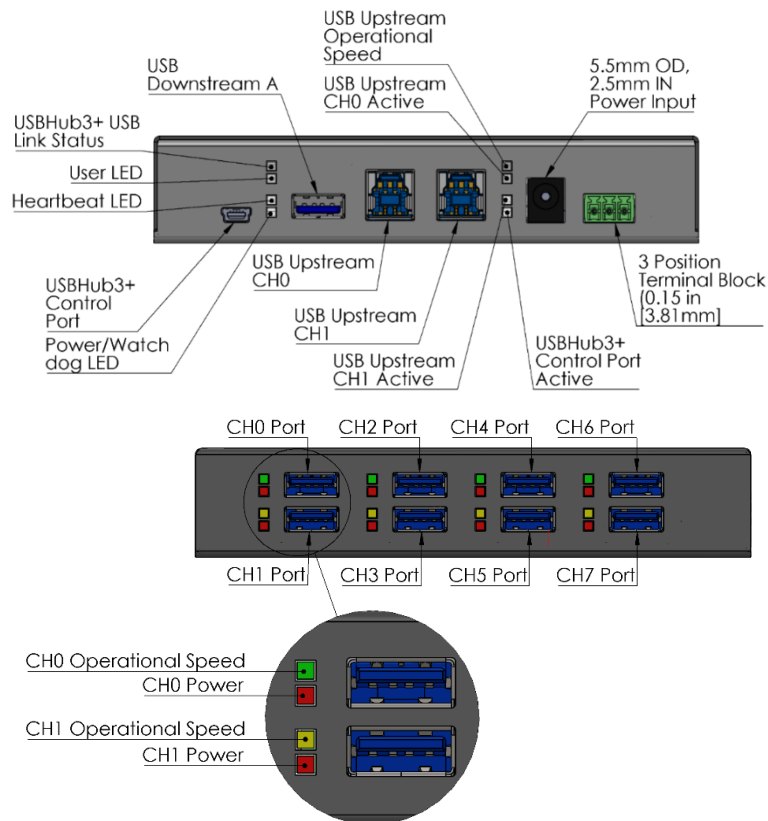 USB Upstream
Operational
Speed
USB
Downstream A
USB Upstream
CH0 Active
5.5mm OD,
2.5mm IN
Power Input
USBHub3+ USB
Link Status
User LED
Heartbeat LED
USBHub3+
Control
Port
Power/Watch
dog LED
USB Upstream
CH0
USB Upstream
CH1
USB Upstream
CH1 Active
USBHub3+
Control Port
Active
3 Position
Terminal Block
(0.15 in
[3.81mm]
CH0 Port
CH2 Port
CH4 Port
CH6 Port
CH1 Port
CH3 Port
CH5 Port
CH7 Port
CH0 Operational Speed
CH0 Power
CH1 Operational Speed
CH1 Power